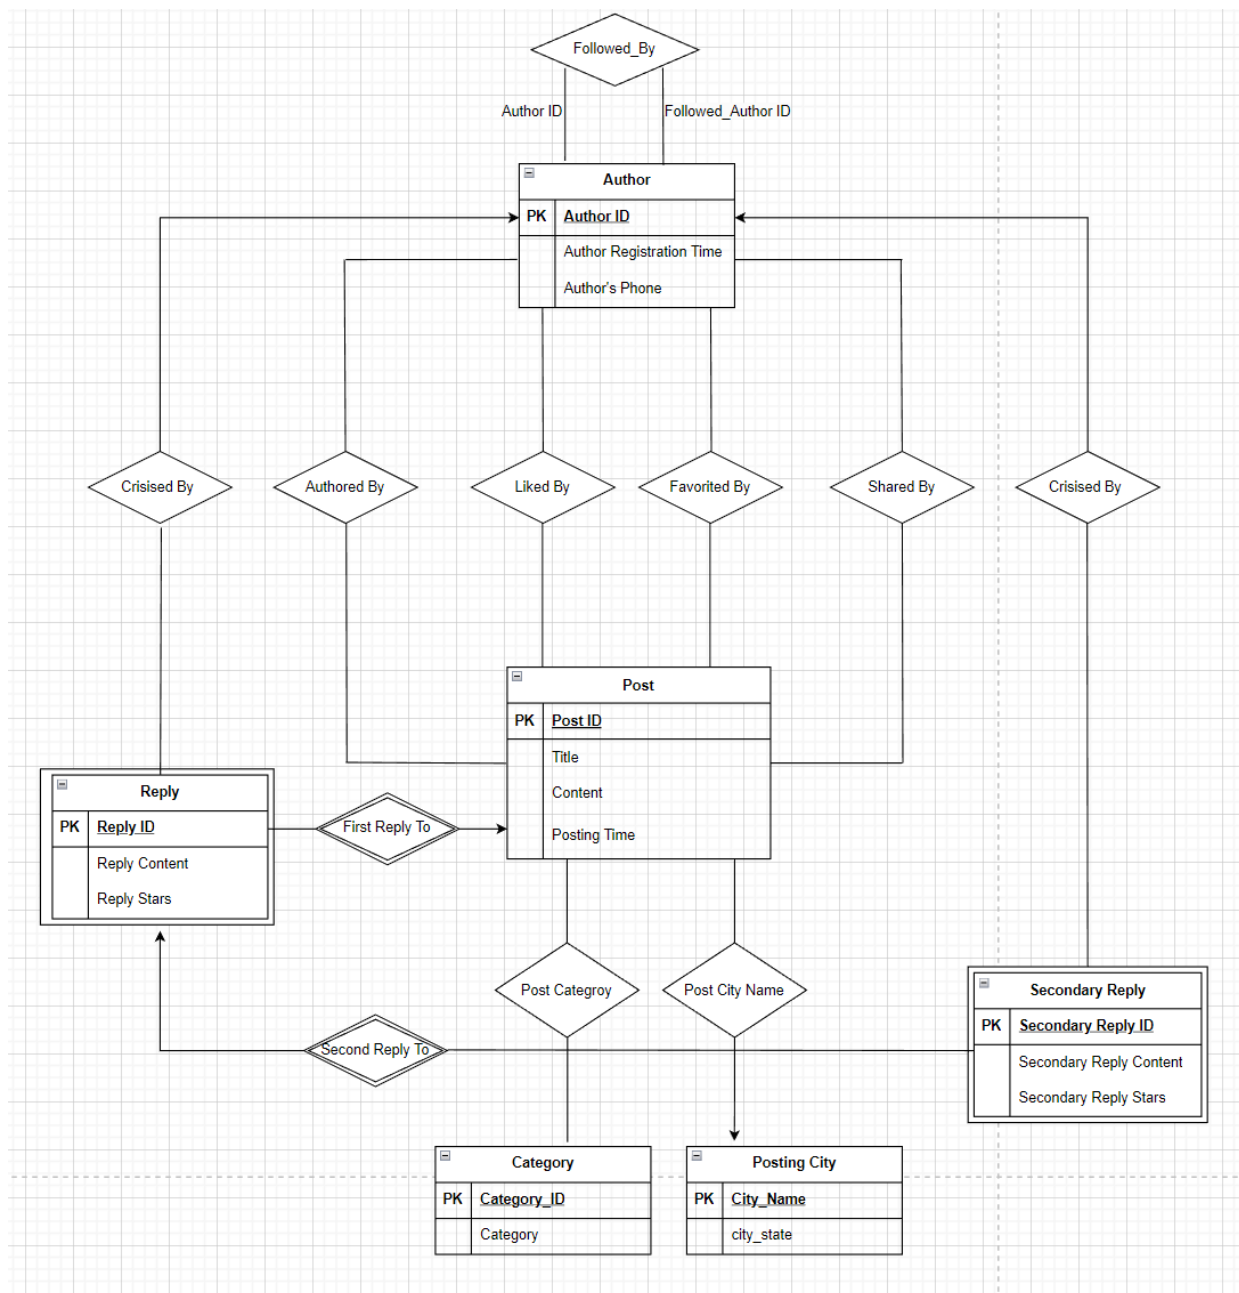 Followed_By
Author ID
Followed_Author ID
Author
PK
Author ID
Author Registration Time
Author's Phone
Crisised By
Authored By
Liked By
Favorited By
Shared By
Crisised By
Post
PK
Post ID
Title
Content
Posting Time
Reply
PK
Reply ID
Reply Content
Reply Stars
First Reply To
Post Categroy
Post City Name
Secondary Reply
PK
Secondary Reply ID
Secondary Reply Content
Secondary Reply Stars
Second Reply To
Category
PK
Category_ID
Category
Posting City
PK
City_Name
city_state